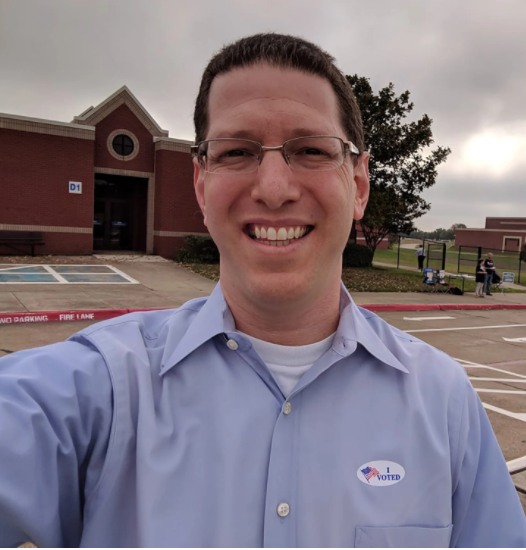 D1
NO PARKING FIRE LANE
I
VOTED